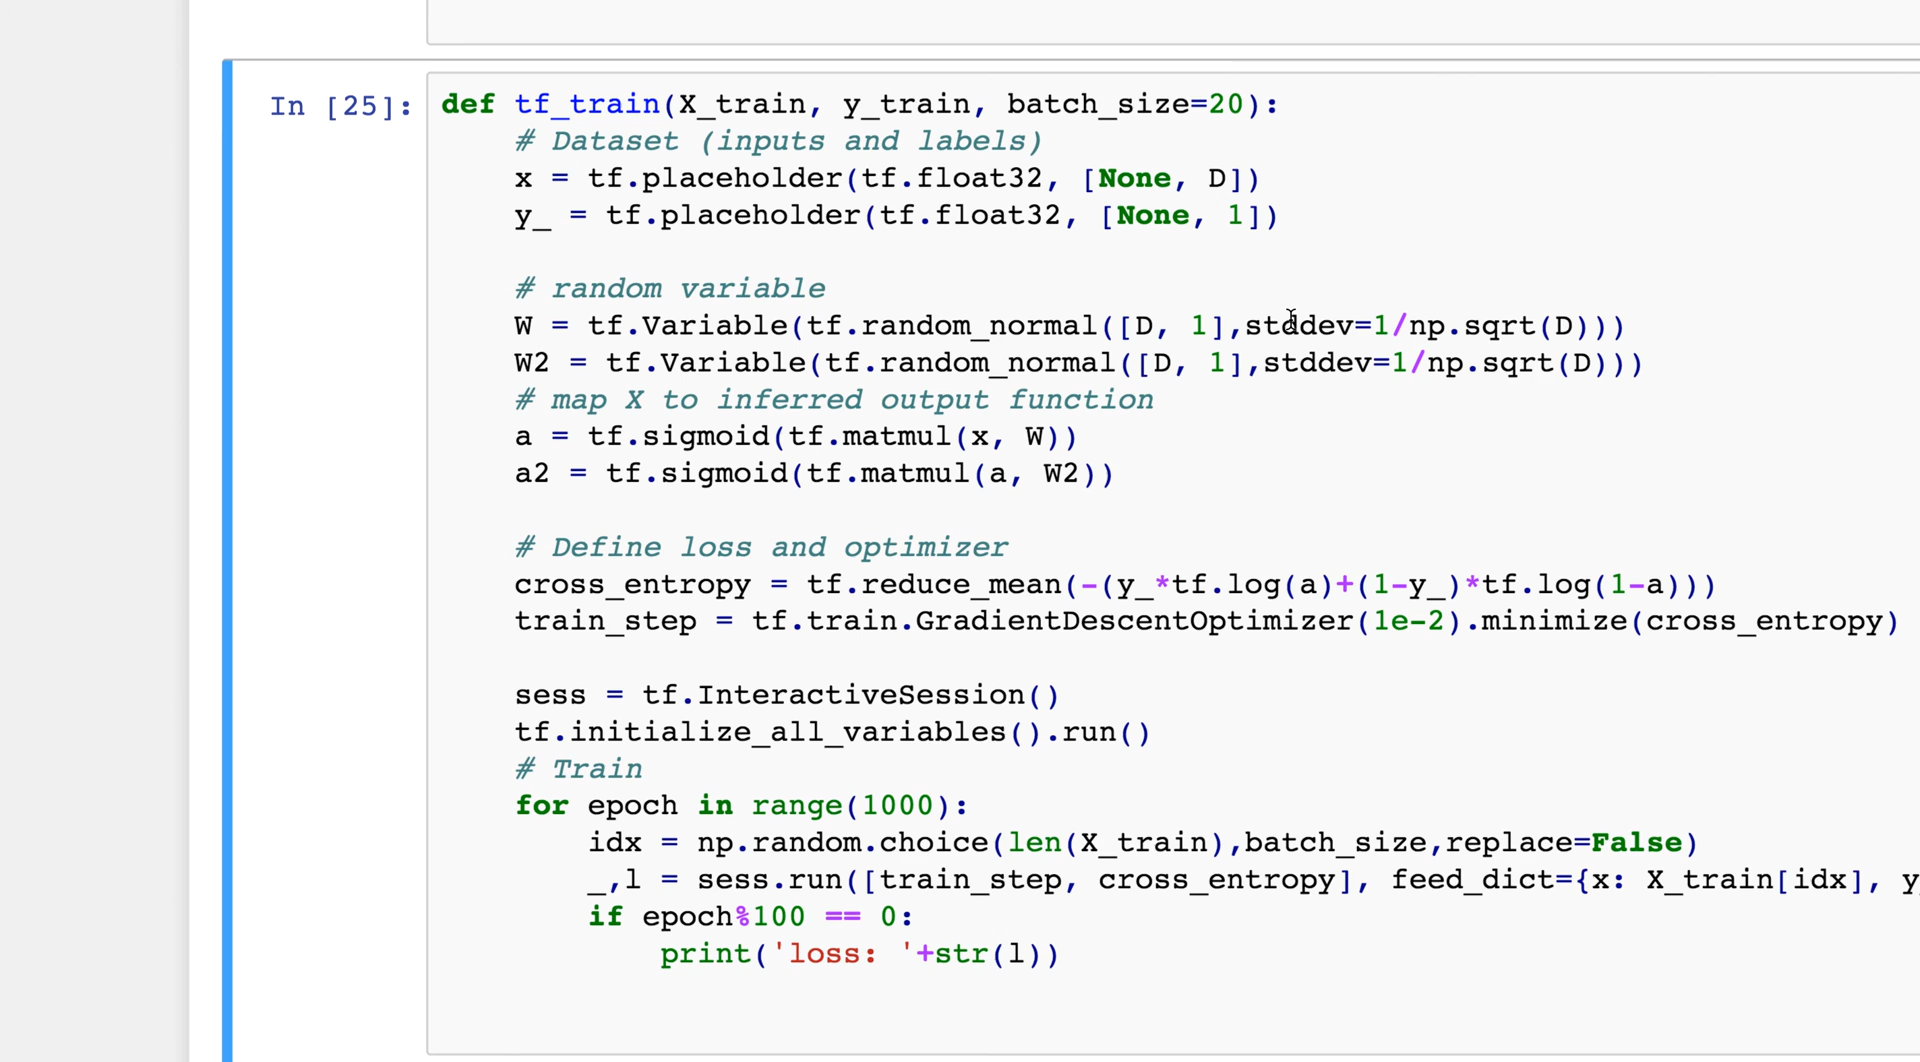 In [25]:
def tf_train(X_train, y_train, batch_size=20):
# Dataset (inputs and labels)
x = tf.placeholder(tf.float32, [None, D])
y_ = tf.placeholder(tf.float32, [None, 1])
# random variable
W = tf.Variable(tf.random_normal([D, 1],stddev=1/np.sqrt(D)))
W2 = tf.Variable(tf.random_normal([D, 1],stddev=1/np.sqrt(D)))
# map X to inferred output function
a = tf.sigmoid(tf.matmul(x, W))
a2 = tf.sigmoid(tf.matmul(a, W2))
# Define loss and optimizer
cross_entropy = tf.reduce_mean(-(y_*tf.log(a)+(1-y_)*tf.log(1-a)))
train_step = tf.train.GradientDescentOptimizer(1e-2).minimize(cross_entropy)
sess = tf.InteractiveSession()
tf.initialize_all_variables().run()
# Train
for epoch in range(1000):
idx = np.random.choice(len(X_train),batch_size,replace=False)
_,l = sess.run([train_step, cross_entropy], feed_dict={x: X_train[idx], y
if epoch%100 == 0:
print('loss: '+str(l))